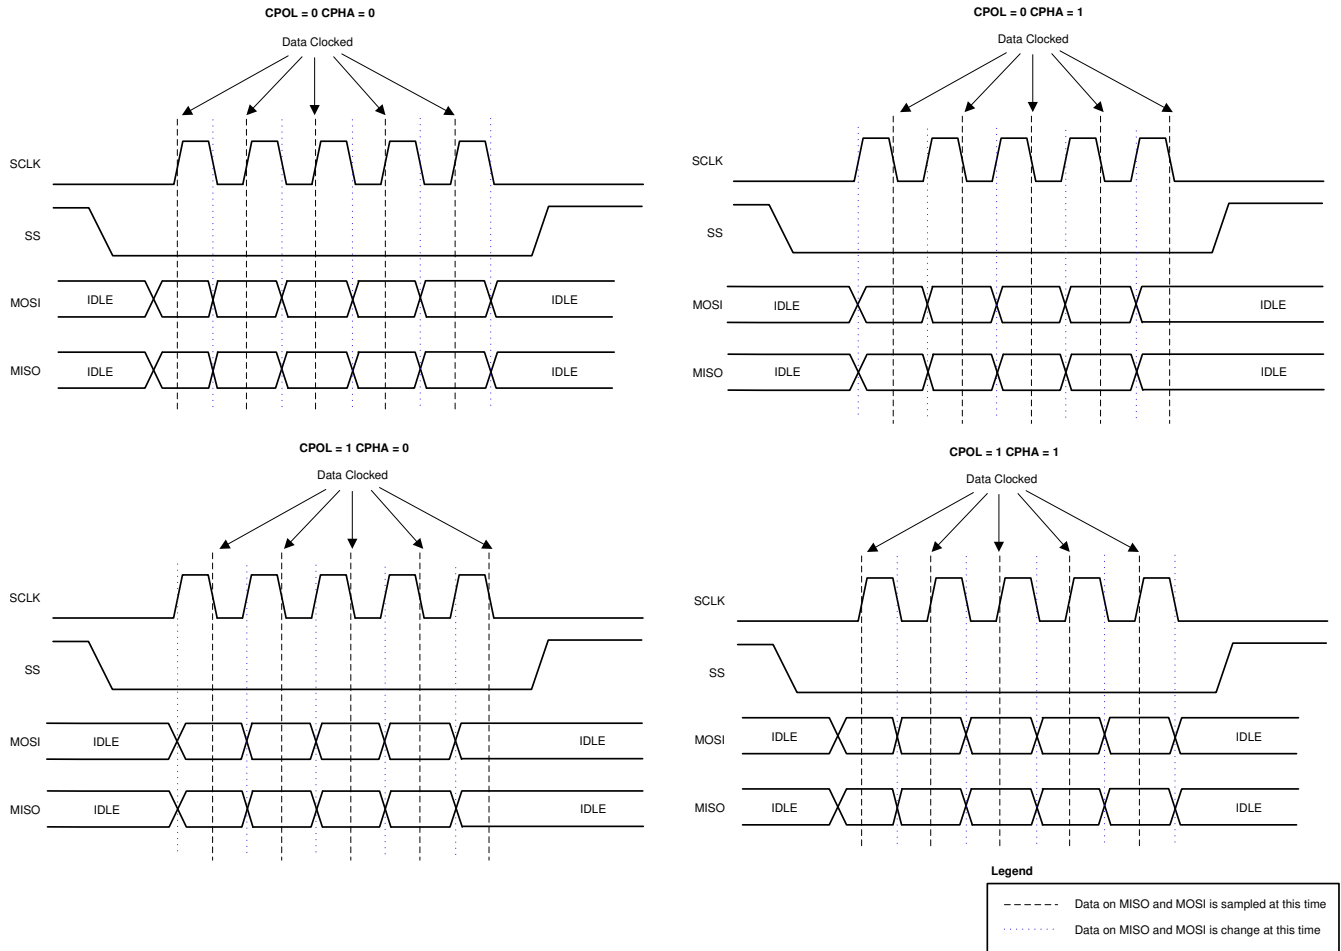 CPOL = 0 CPHA = 0
Data Clocked
SCLK
SS
MOSI
IDLE
IDLE
MISO
IDLE
IDLE
CPOL = 0 CPHA = 1
Data Clocked
SCLK
SS
MOSI
IDLE
IDLE
MISO
IDLE
IDLE
CPOL = 1 CPHA = 0
Data Clocked
SCLK
SS
MOSI
IDLE
IDLE
MISO
IDLE
IDLE
CPOL = 1 CPHA = 1
Data Clocked
SCLK
SS
MOSI
IDLE
IDLE
MISO
IDLE
IDLE
Legend
Data on MISO and MOSI is sampled at this time
Data on MISO and MOSI is change at this time